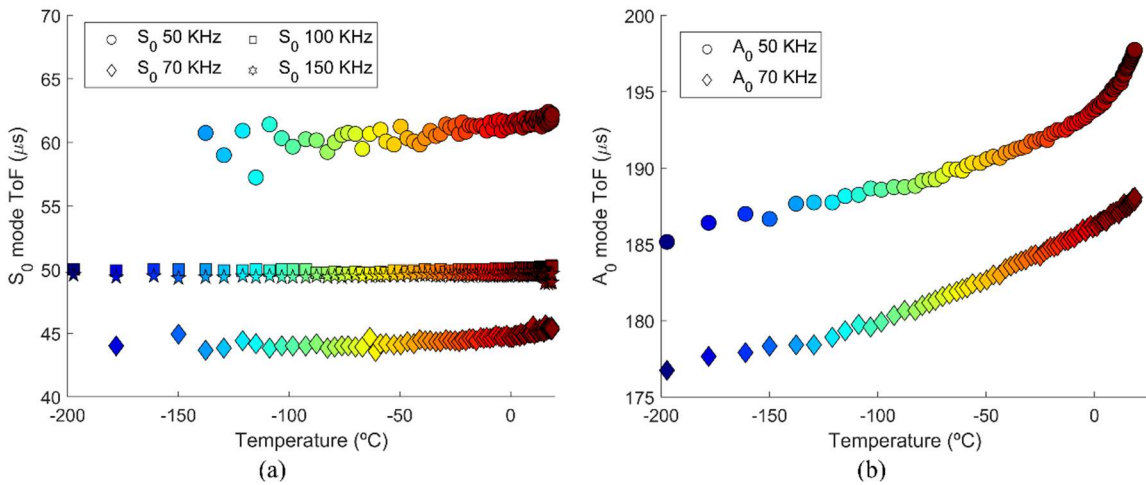 70
65
60
55
50
45
40
S0 mode ToF (μs)
S0 50 KHz
S0 100 KHz
S0 70 KHz
S0 150 KHz
-200
-150
-100
-50
0
Temperature (ºC)
(a)
200
195
190
185
180
175
A0 mode ToF (μs)
A0 50 KHz
A0 70 KHz
-200
-150
-100
-50
0
Temperature (ºC)
(b)